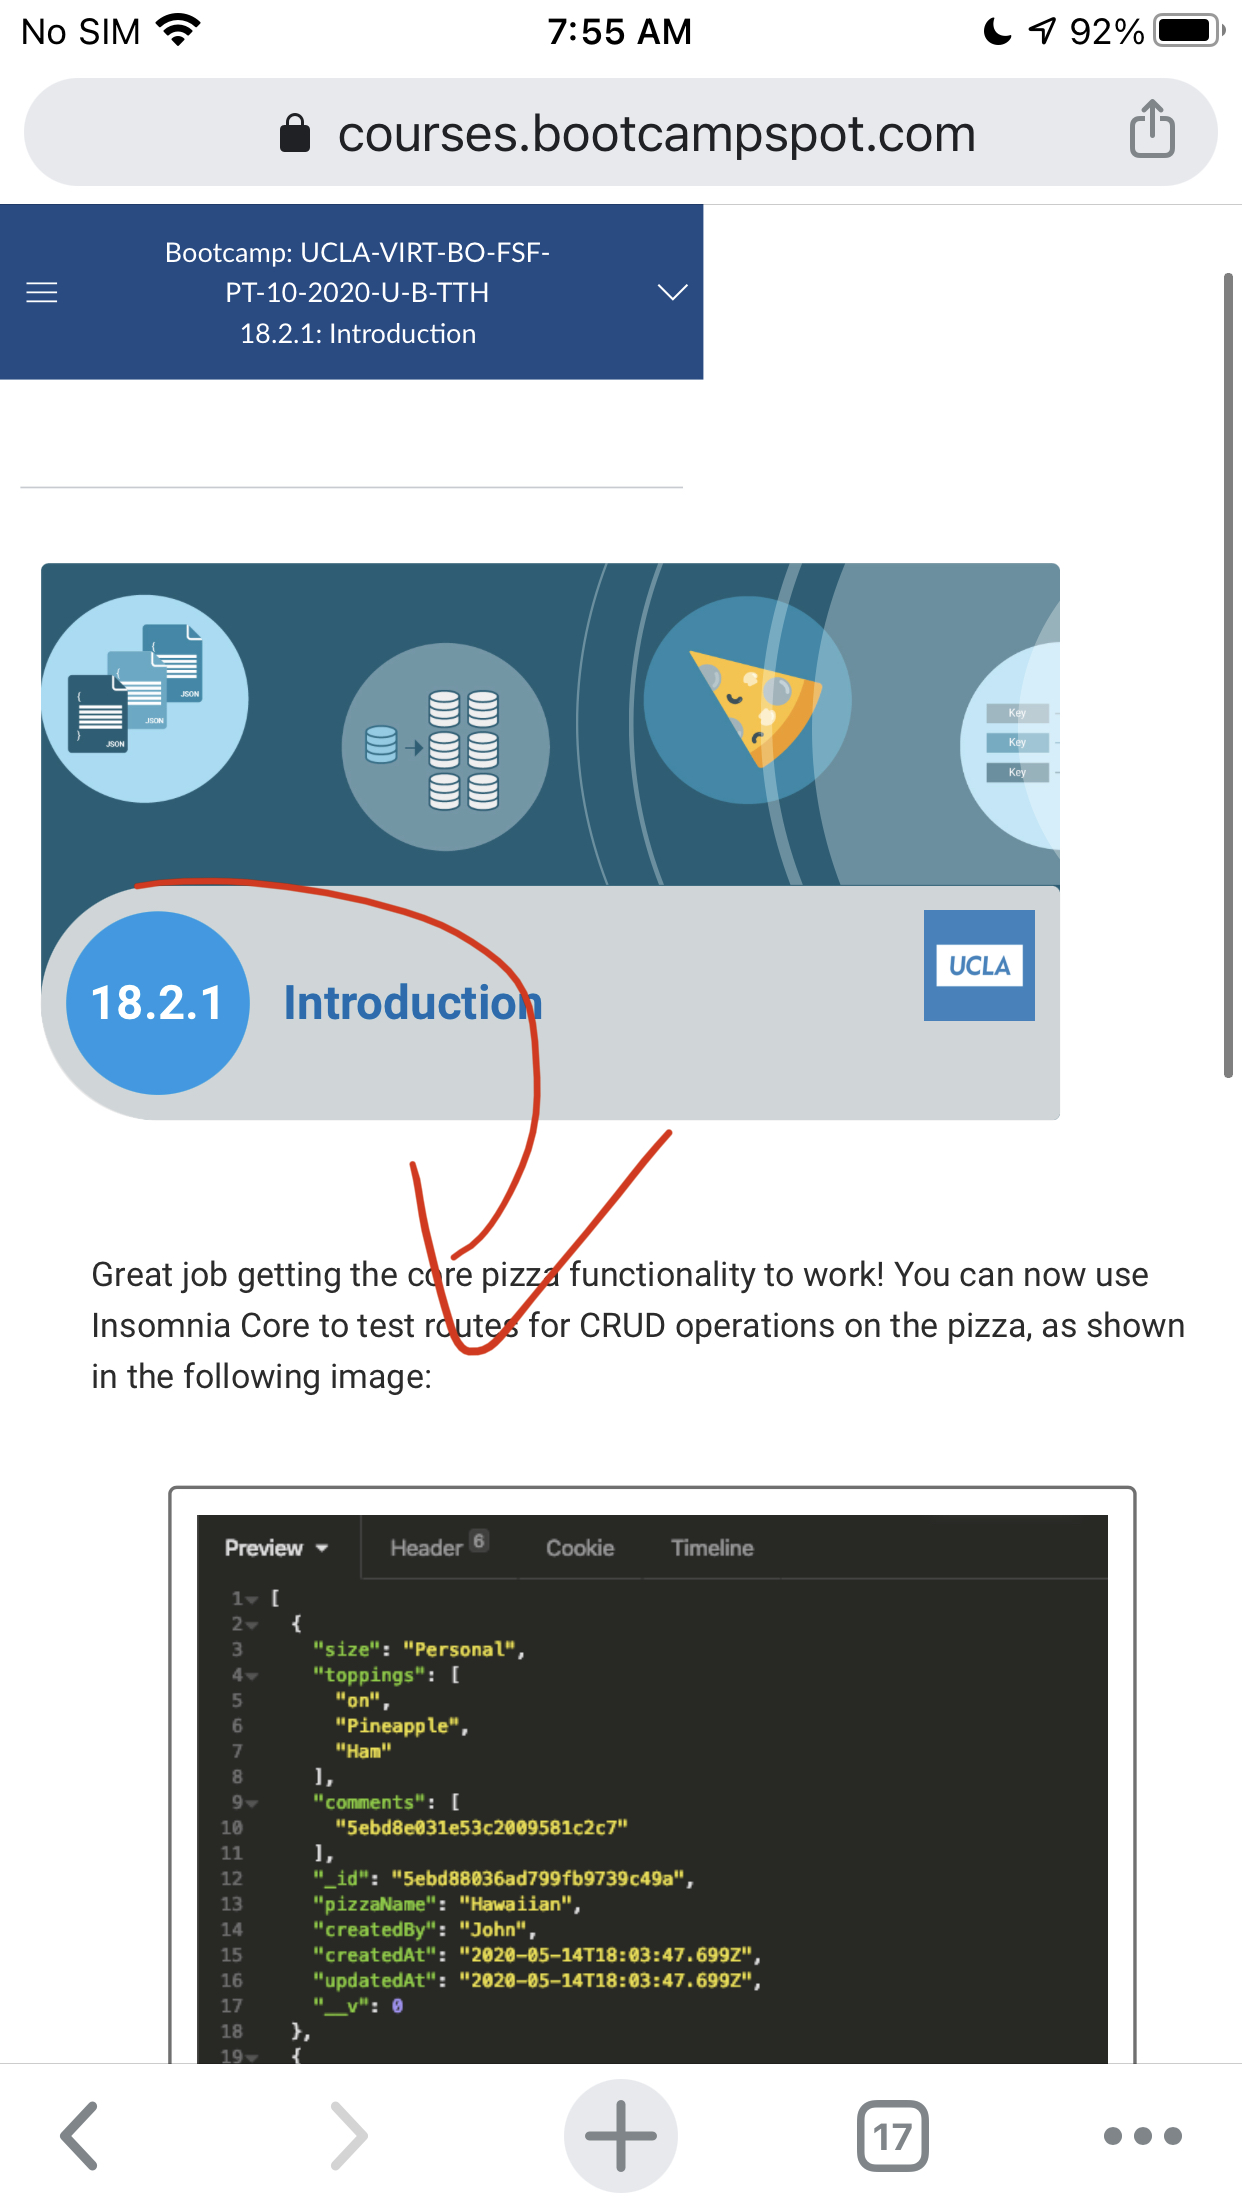 No SIM 7:55 AM 92%
courses.bootcampspot.com
Bootcamp: UCLA-VIRT-BO-FSF-
PT-10-2020-U-B-TTH
18.2.1: Introduction
JSON
JSON
JSON
Key
Key
Key
18.2.1 Introduction UCLA
Great job getting the core pizza functionality to work! You can now use
Insomnia Core to test routes for CRUD operations on the pizza, as shown
in the following image:
Preview Header 6 Cookie Timeline
1 [
2 {
3 "size": "Personal",
4 "toppings": [
5 "on",
6 "Pineapple",
7 "Ham"
8 ],
9 "comments": [
10 "5ebd8e031e53c2009581c2c7"
11 ],
12 "_id": "5ebd88036ad799fb9739c49a",
13 "pizzaName": "Hawaiian",
14 "createdBy": "John",
15 "createdAt": "2020-05-14T18:03:47.699Z",
16 "updatedAt": "2020-05-14T18:03:47.699Z",
17 "__v": 0
18 },
19 {
17